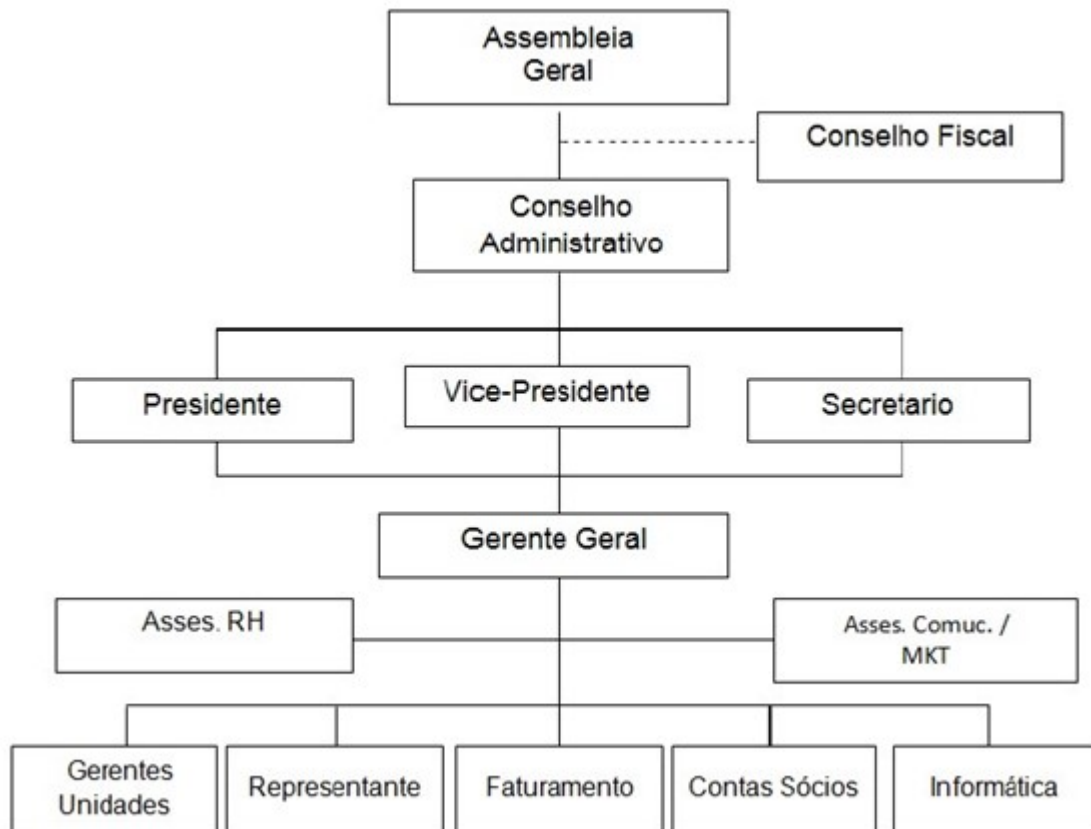 Assembleia
Geral
Conselho Fiscal
Conselho
Administrativo
Presidente
Vice-Presidente
Secretario
Gerente Geral
Asses. RH
Asses. Comuc. /
MKT
Gerentes
Unidades
Representante
Faturamento
Contas Sócios
Informática